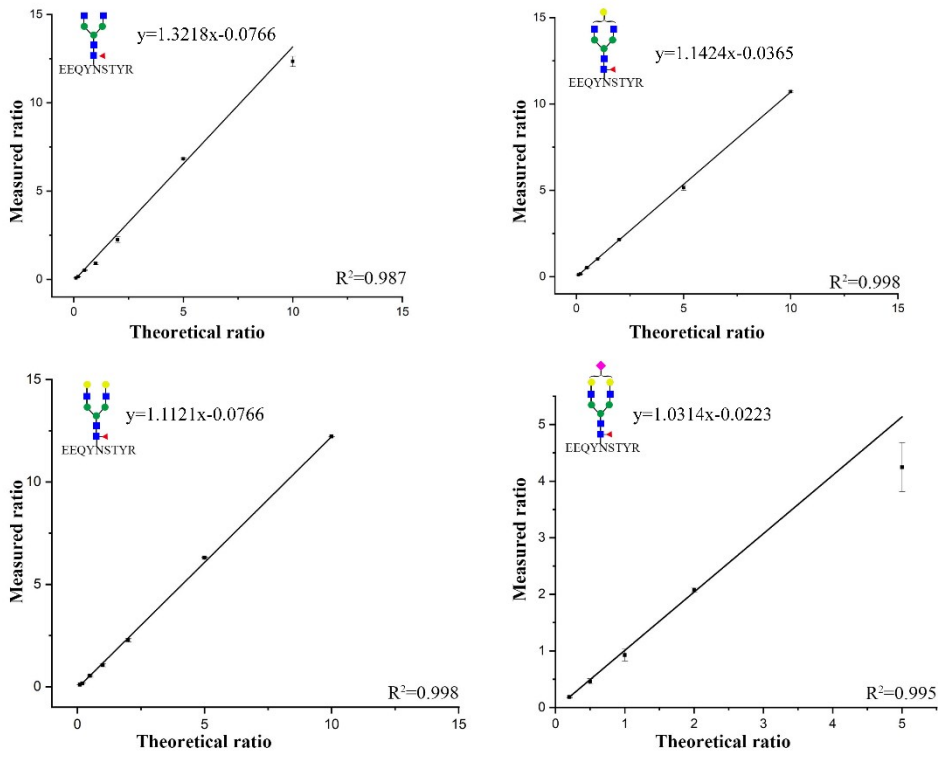 15
10
5
0
Measured ratio
y=1.3218x-0.0766
EEQYNSTYR
R²=0.987
0 5 10 15
Theoretical ratio
15
10
5
0
Measured ratio
y=1.1424x-0.0365
EEQYNSTYR
R²=0.998
0 5 10 15
Theoretical ratio
15
10
5
0
Measured ratio
y=1.1121x-0.0766
EEQYNSTYR
R²=0.998
0 5 10 15
Theoretical ratio
5
4
3
2
1
0
Measured ratio
y=1.0314x-0.0223
EEQYNSTYR
R²=0.995
0 1 2 3 4 5
Theoretical ratio